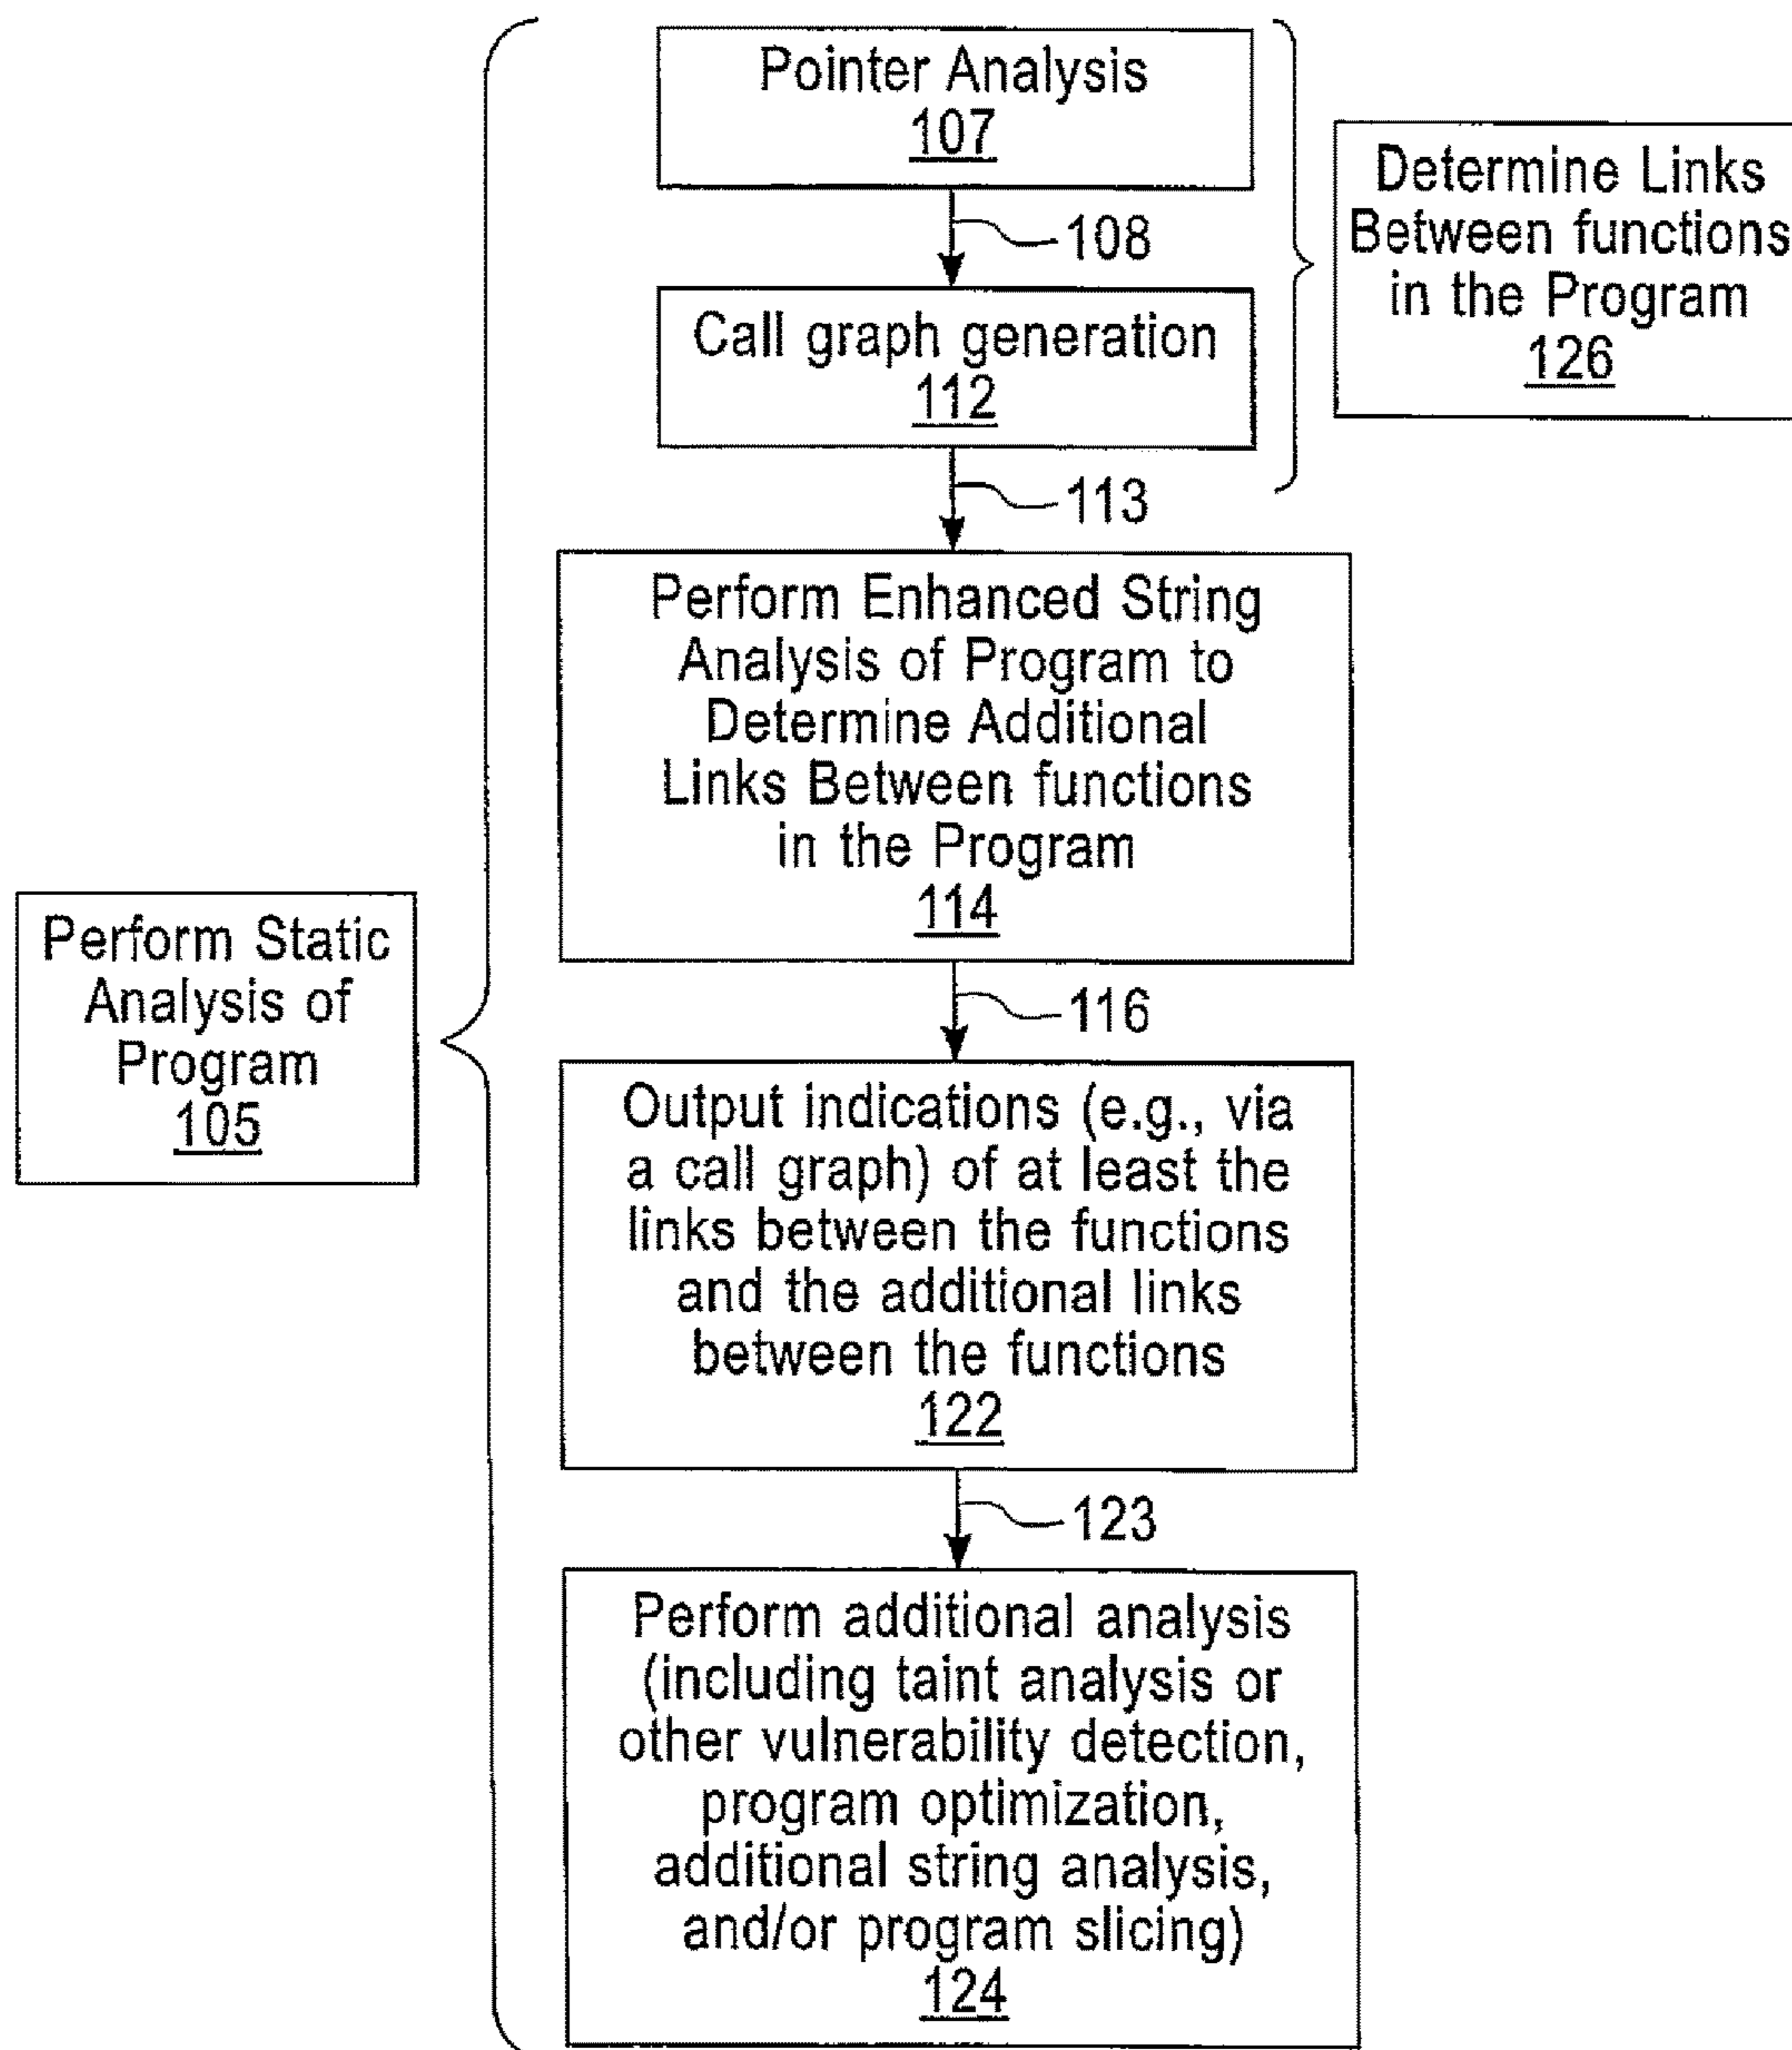 Pointer Analysis
107
108
Call graph generation
112
113
Determine Links
Between functions
in the Program
126
Perform Enhanced String
Analysis of Program to
Determine Additional
Links Between functions
in the Program
114
Perform Static
Analysis of
Program
105
116
Output indications (e.g., via
a call graph) of at least the
links between the functions
and the additional links
between the functions
122
123
Perform additional analysis
(including taint analysis or
other vulnerability detection,
program optimization,
additional string analysis,
and/or program slicing)
124